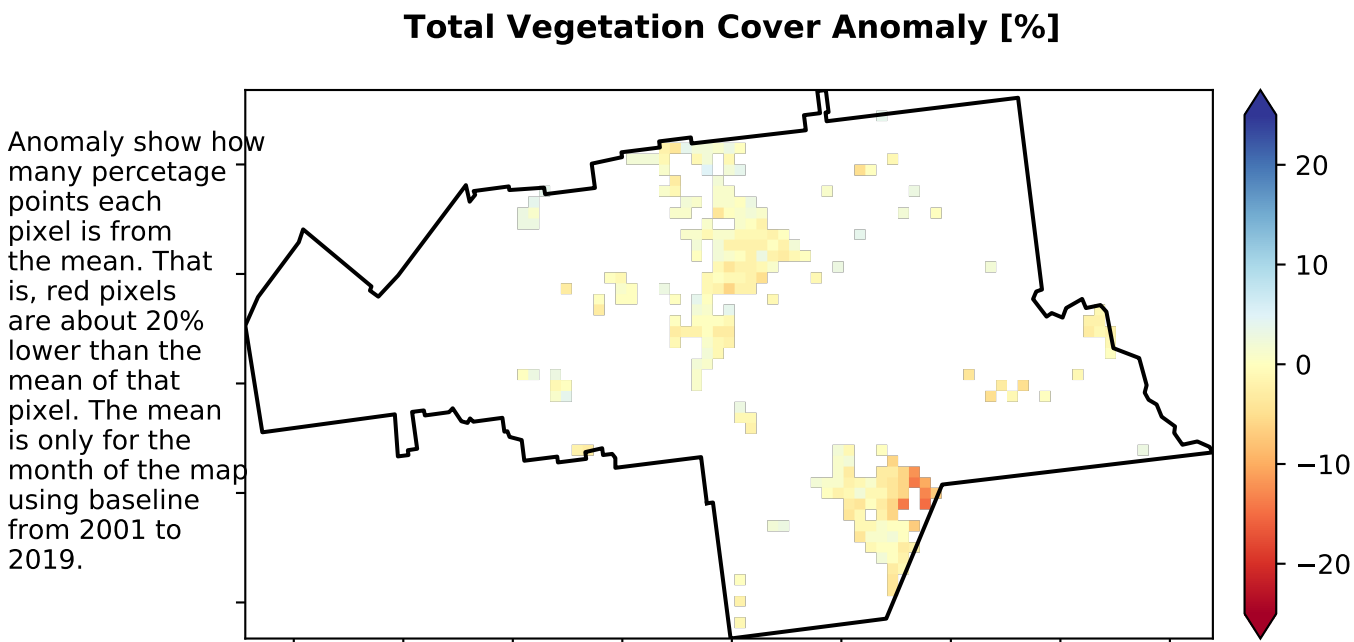 Total Vegetation Cover Anomaly [%]
Anomaly show how
many percetage
points each
pixel is from
the mean. That
is, red pixels
are about 20%
lower than the
mean of that
pixel. The mean
is only for the
month of the map
using baseline
from 2001 to
2019.
20
10
0
−10
−20